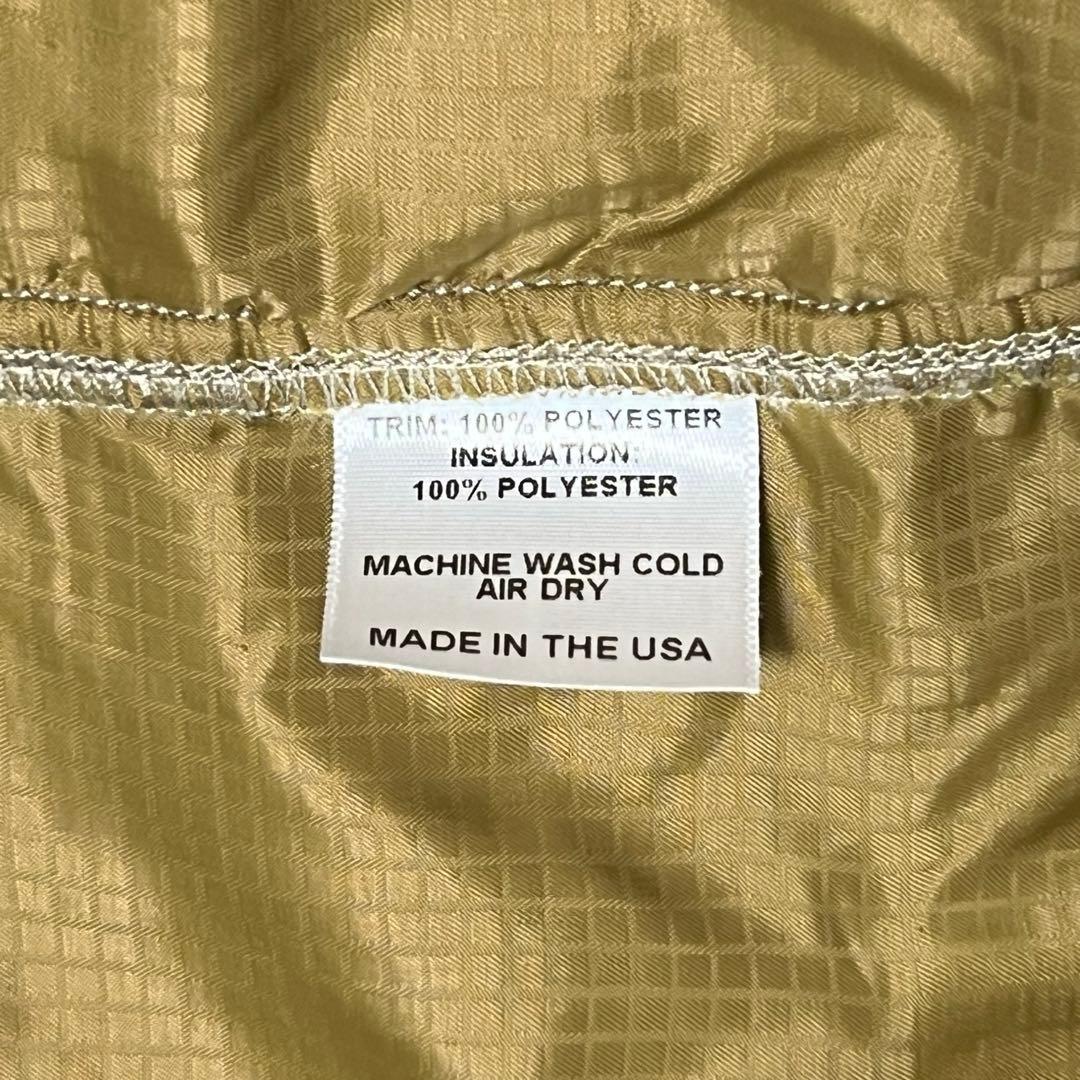 TRIM: 100% POLYESTER
INSULATION:
100% POLYESTER
MACHINE WASH COLD
AIR DRY
MADE IN THE USA